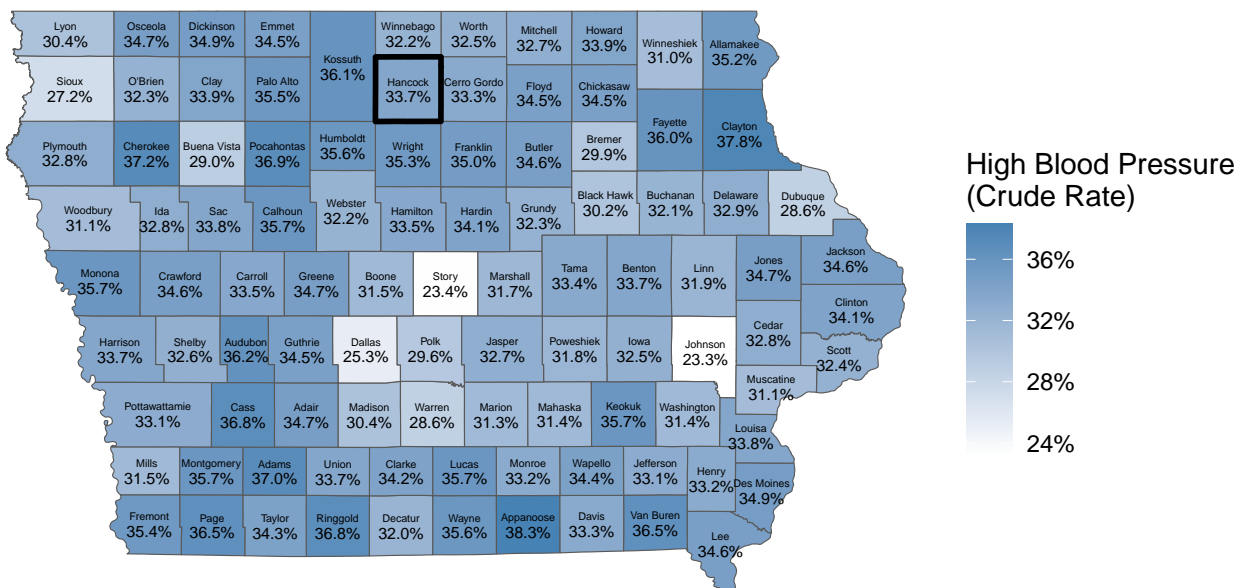 Lyon
30.4%
Osceola
34.7%
Dickinson
34.9%
Emmet
34.5%
Kossuth
36.1%
Winnebago
32.2%
Worth
32.5%
Mitchell
32.7%
Howard
33.9%
Winneshiek
31.0%
Allamakee
35.2%
Sioux
27.2%
O'Brien
32.3%
Clay
33.9%
Palo Alto
35.5%
Hancock
33.7%
Cerro Gordo
33.3%
Floyd
34.5%
Chickasaw
34.5%
Fayette
36.0%
Clayton
37.8%
Plymouth
32.8%
Cherokee
37.2%
Buena Vista
29.0%
Pocahontas
36.9%
Humboldt
35.6%
Wright
35.3%
Franklin
35.0%
Butler
34.6%
Bremer
29.9%
Woodbury
31.1%
Ida
32.8%
Sac
33.8%
Calhoun
35.7%
Webster
32.2%
Hamilton
33.5%
Hardin
34.1%
Grundy
32.3%
Black Hawk
30.2%
Buchanan
32.1%
Delaware
32.9%
Dubuque
28.6%
Monona
35.7%
Crawford
34.6%
Carroll
33.5%
Greene
34.7%
Boone
31.5%
Story
23.4%
Marshall
31.7%
Tama
33.4%
Benton
33.7%
Linn
31.9%
Jones
34.7%
Jackson
34.6%
Clinton
34.1%
Harrison
33.7%
Shelby
32.6%
Audubon
36.2%
Guthrie
34.5%
Dallas
25.3%
Polk
29.6%
Jasper
32.7%
Poweshiek
31.8%
Iowa
32.5%
Johnson
23.3%
Cedar
32.8%
Scott
32.4%
Muscatine
31.1%
Pottawattamie
33.1%
Cass
36.8%
Adair
34.7%
Madison
30.4%
Warren
28.6%
Marion
31.3%
Mahaska
31.4%
Keokuk
35.7%
Washington
31.4%
Louisa
33.8%
Mills
31.5%
Montgomery
35.7%
Adams
37.0%
Union
33.7%
Clarke
34.2%
Lucas
35.7%
Monroe
33.2%
Wapello
34.4%
Jefferson
33.1%
Henry
33.2%
Des Moines
34.9%
Fremont
35.4%
Page
36.5%
Taylor
34.3%
Ringgold
36.8%
Decatur
32.0%
Wayne
35.6%
Appanoose
38.3%
Davis
33.3%
Van Buren
36.5%
Lee
34.6%
High Blood Pressure
(Crude Rate)
36%
32%
28%
24%